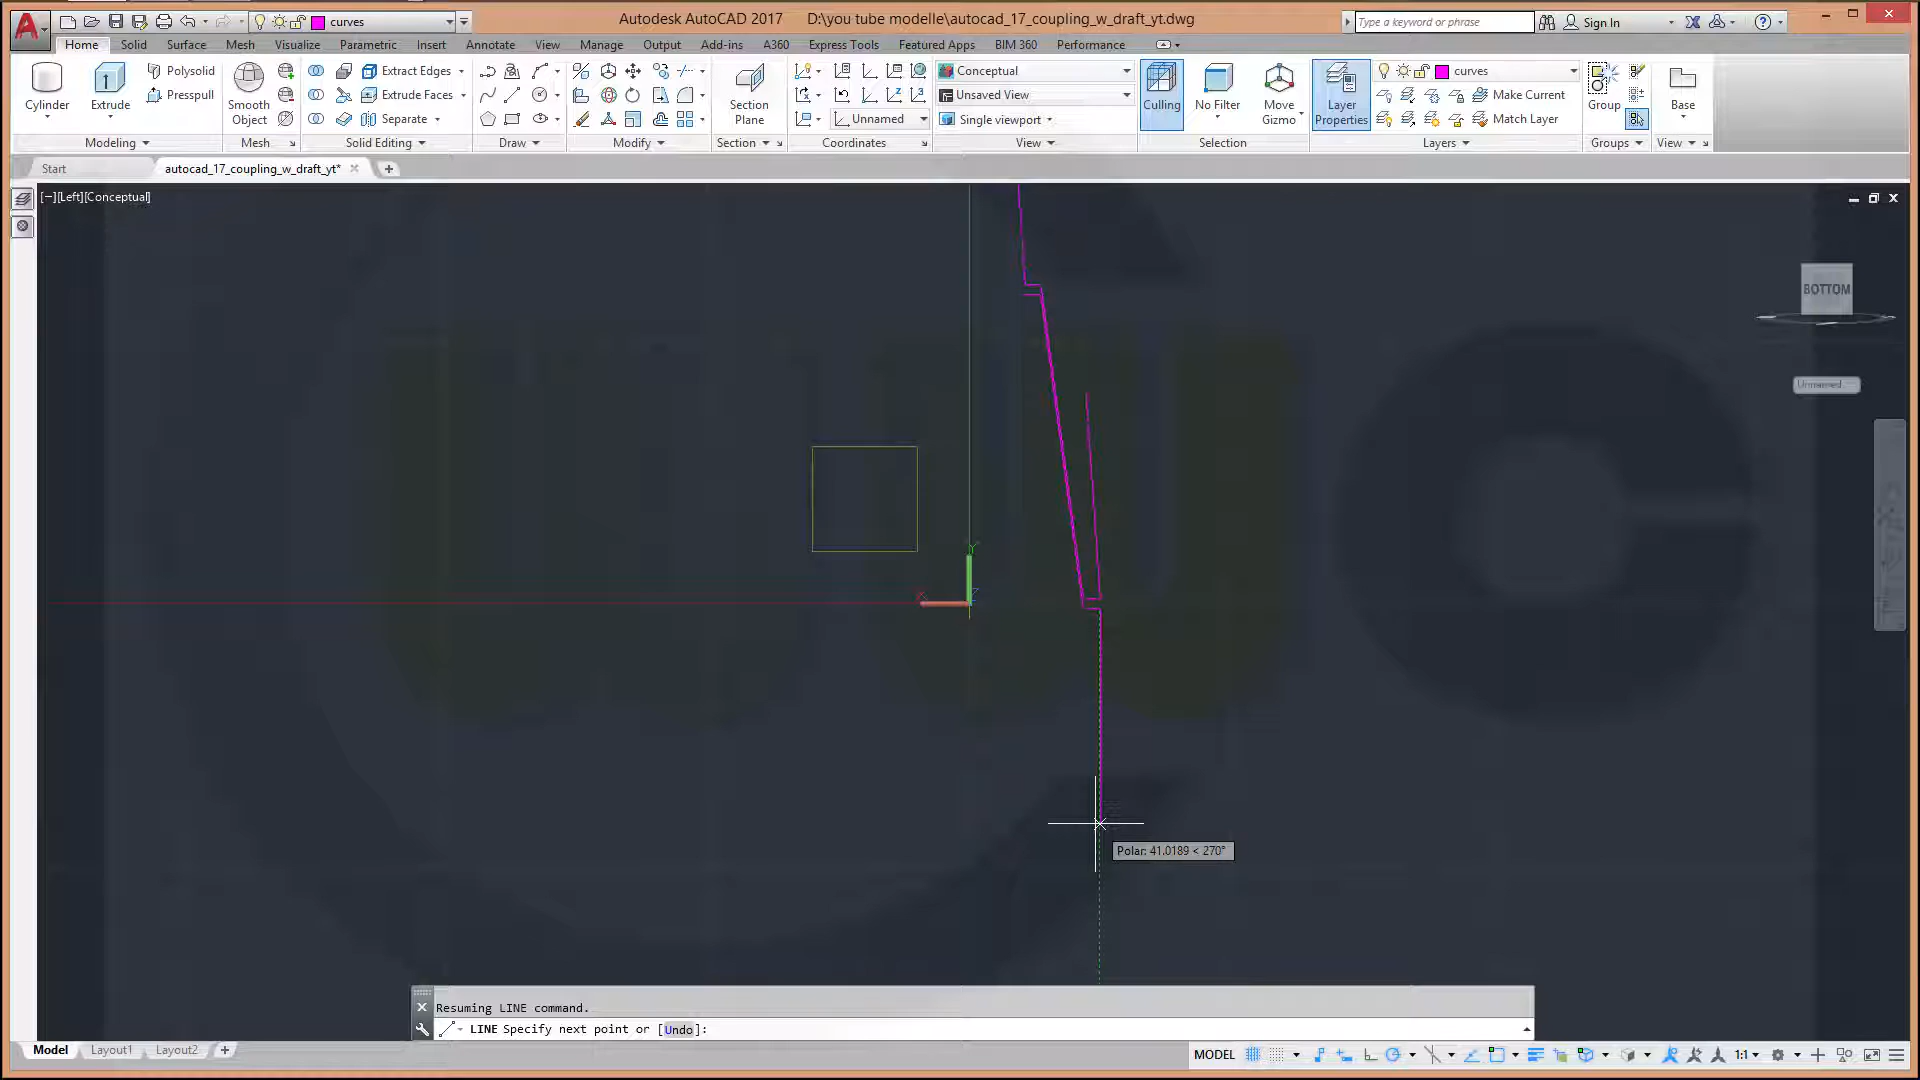 curves
Autodesk AutoCAD 2017 D:\you tube modelle\autocad_17_coupling_w_draft_yt.dwg
Type a keyword or phrase
Sign In
Home Solid Surface Mesh Visualize Parametric Insert Annotate View Manage Output Add-ins A360 Express Tools Featured Apps BIM 360 Performance
Polysolid
Extract Edges
Conceptual
curves
Cylinder
Extrude
Presspull
Smooth Object
Extrude Faces
Section Plane
Unsaved View
Culling
No Filter
Move Gizmo
Layer Properties
Make Current
Group
Base
Separate
Unnamed
Single viewport
Match Layer
Modeling
Solid Editing
Mesh
Draw
Modify
Section
Coordinates
View
Selection
Layers
Groups
View
Start
autocad_17_coupling_w_draft_yt*
[−][Left][Conceptual]
BOTTOM
Unnamed
Y
X
Z
Polar: 41.0189 < 270°
Resuming LINE command.
LINE Specify next point or [Undo]:
Model Layout1 Layout2 +
MODEL
1:1